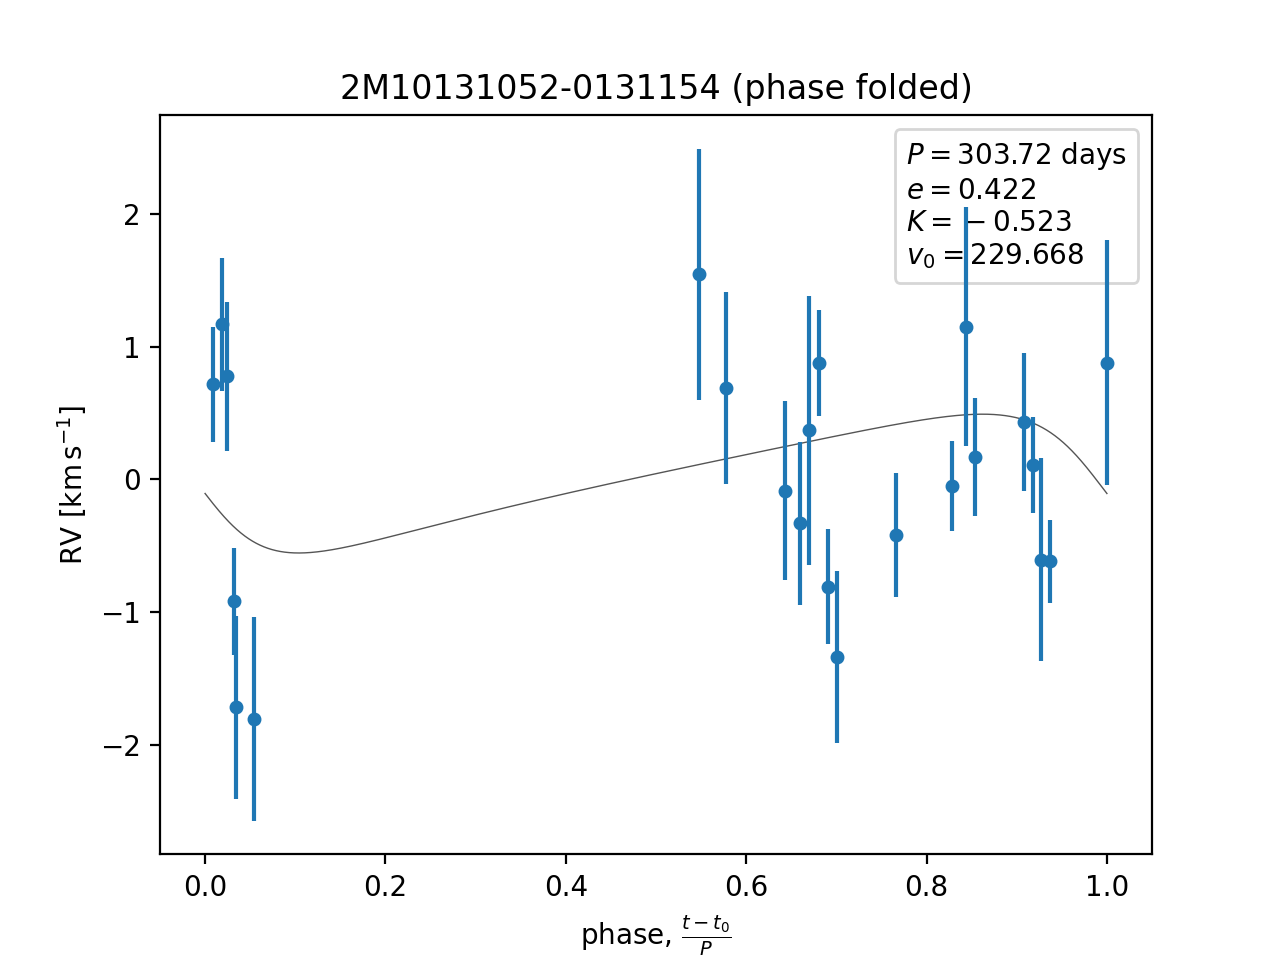 2M10131052-0131154 (phase folded)
P = 303.72 days
e = 0.422
K = −0.523
v₀ = 229.668
RV [km s⁻¹]
2
1
0
−1
−2
0.0 0.2 0.4 0.6 0.8 1.0
phase, (t − t₀)/P